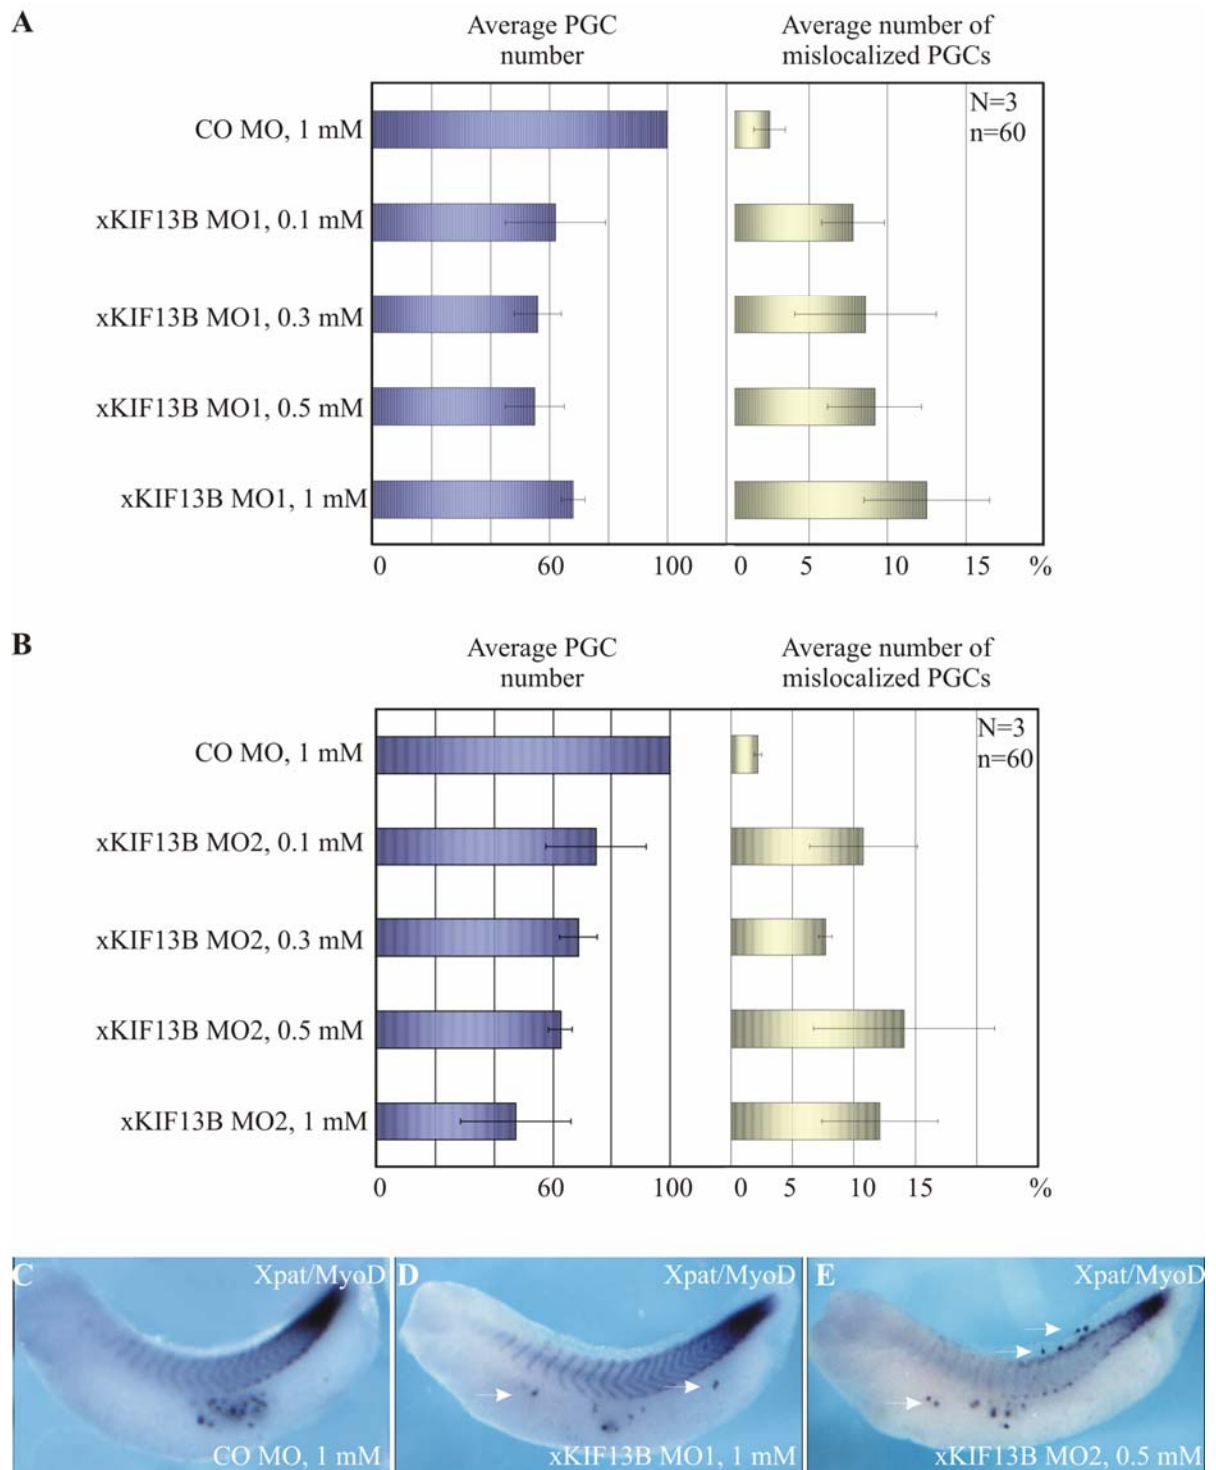 A
Average PGC
number
Average number of
mislocalized PGCs
N=3
n=60
CO MO, 1 mM
xKIF13B MO1, 0.1 mM
xKIF13B MO1, 0.3 mM
xKIF13B MO1, 0.5 mM
xKIF13B MO1, 1 mM
0 60 100 0 5 10 15 %
B
Average PGC
number
Average number of
mislocalized PGCs
N=3
n=60
CO MO, 1 mM
xKIF13B MO2, 0.1 mM
xKIF13B MO2, 0.3 mM
xKIF13B MO2, 0.5 mM
xKIF13B MO2, 1 mM
0 60 100 0 5 10 15 %
C Xpat/MyoD
CO MO, 1 mM
D Xpat/MyoD
xKIF13B MO1, 1 mM
E Xpat/MyoD
xKIF13B MO2, 0.5 mM